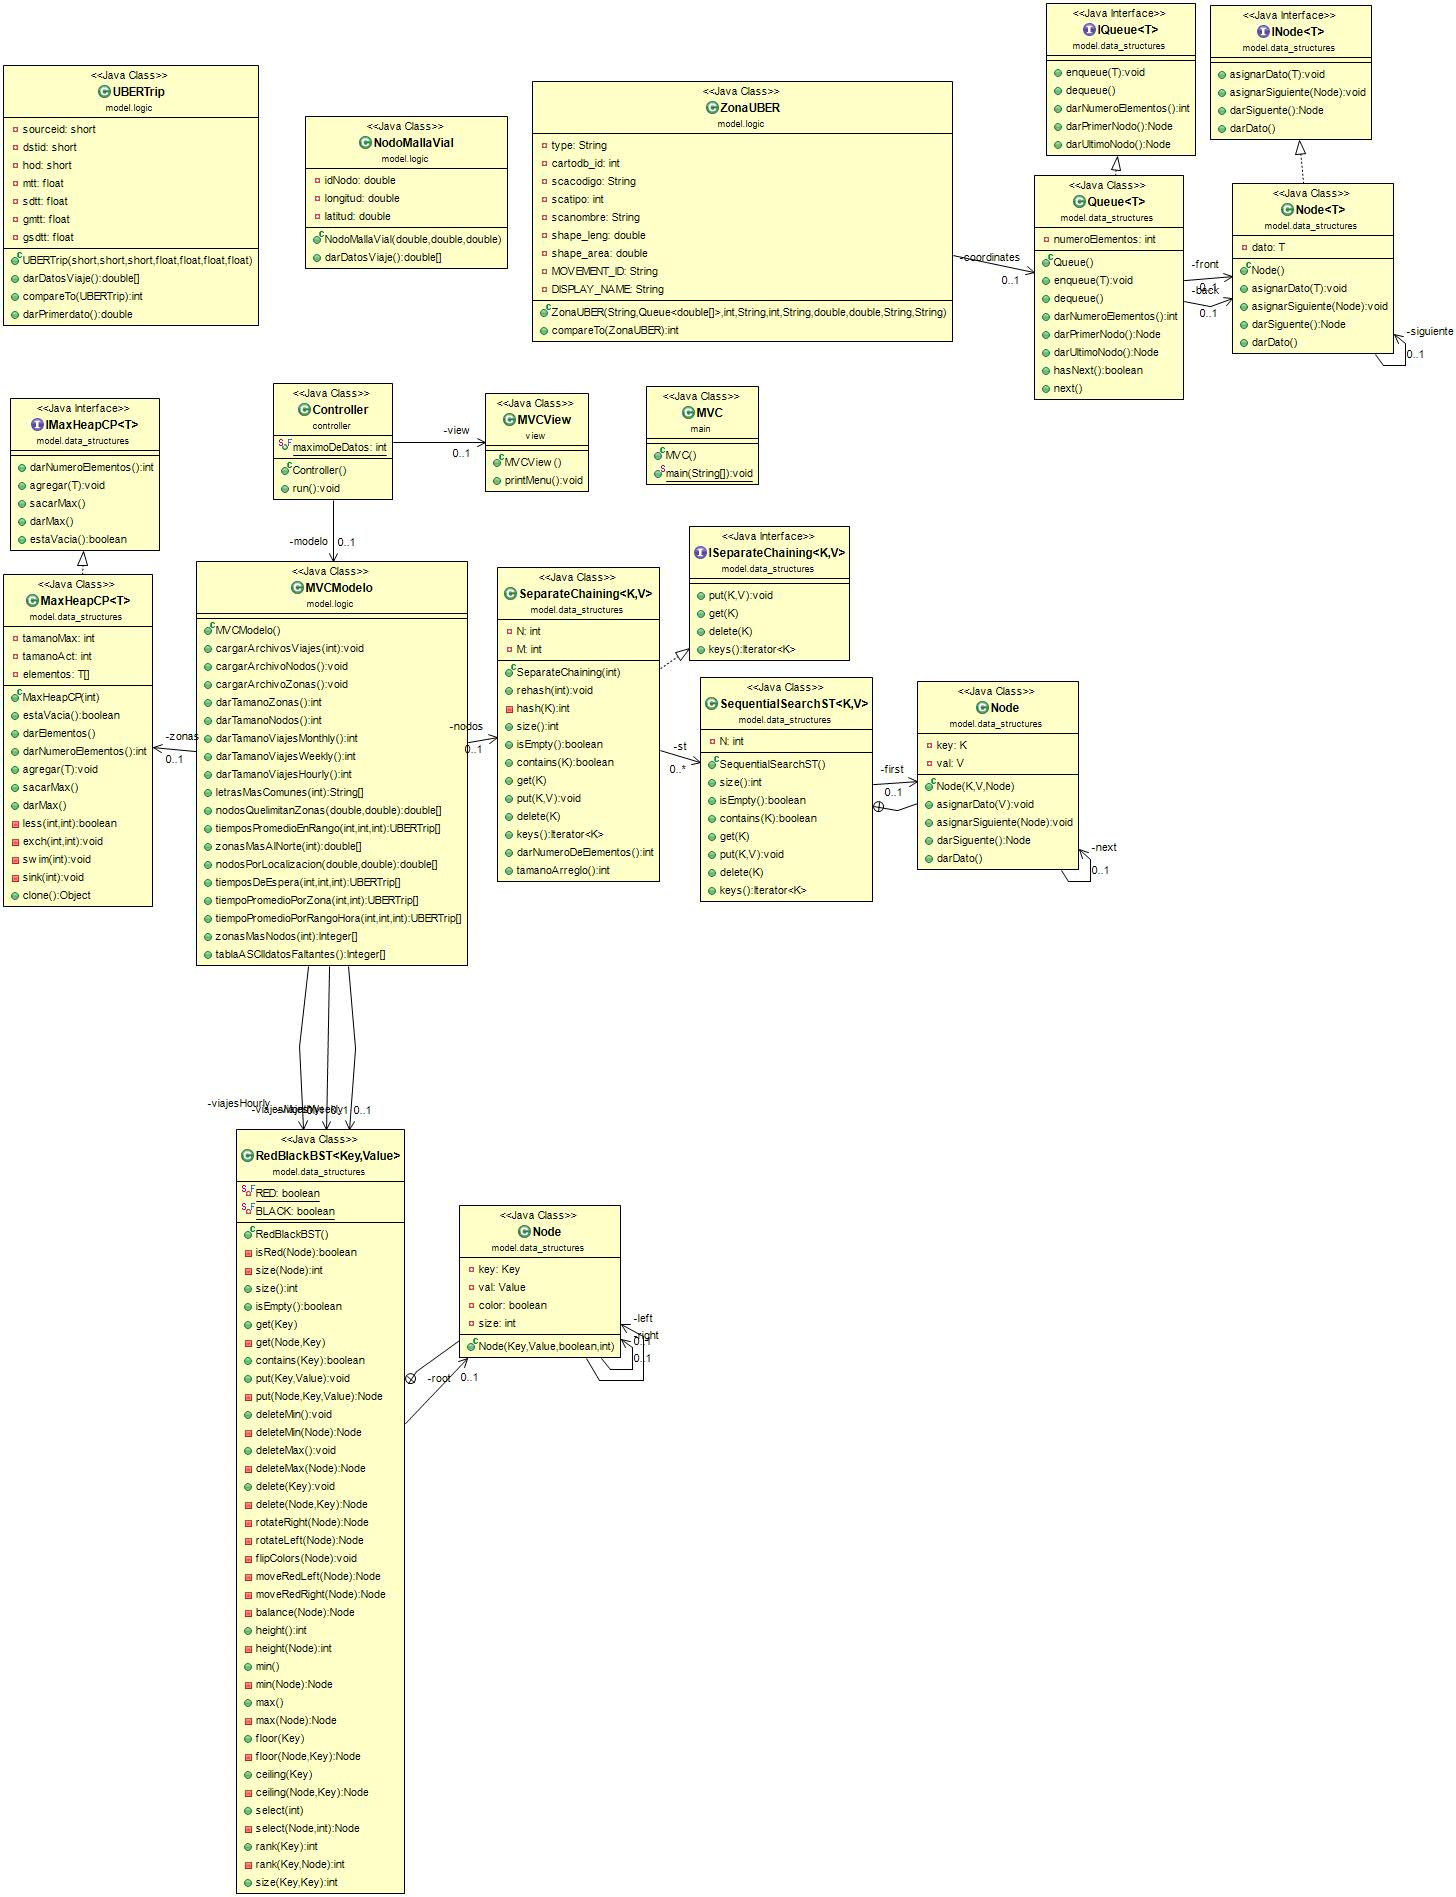 <<Java Class>>
UBERTrip
model.logic
sourceid: short
dstid: short
hod: short
mtt: float
sdtt: float
gmtt: float
gsdtt: float
UBERTrip(short,short,short,float,float,float,float)
darDatosViaje():double[]
compareTo(UBERTrip):int
darPrimerdato():double
<<Java Class>>
NodoMallaVial
model.logic
idNodo: double
longitud: double
latitud: double
NodoMallaVial(double,double,double)
darDatosViaje():double[]
<<Java Class>>
ZonaUBER
model.logic
type: String
cartodb_id: int
scacodigo: String
scatipo: int
scanombre: String
shape_leng: double
shape_area: double
MOVEMENT_ID: String
DISPLAY_NAME: String
ZonaUBER(String,Queue<double[]>,int,String,int,String,double,double,String,String)
compareTo(ZonaUBER):int
-coordinates
0..1
<<Java Interface>>
IQueue<T>
model.data_structures
enqueue(T):void
dequeue()
darNumeroElementos():int
darPrimerNodo():Node
darUltimoNodo():Node
<<Java Interface>>
INode<T>
model.data_structures
asignarDato(T):void
asignarSiguiente(Node):void
darSiguente():Node
darDato()
<<Java Class>>
Queue<T>
model.data_structures
numeroElementos: int
Queue()
enqueue(T):void
dequeue()
darNumeroElementos():int
darPrimerNodo():Node
darUltimoNodo():Node
hasNext():boolean
next()
-front
0..1
-back
0..1
<<Java Class>>
Node<T>
model.data_structures
dato: T
Node()
asignarDato(T):void
asignarSiguiente(Node):void
darSiguente():Node
darDato()
-siguiente
0..1
<<Java Interface>>
IMaxHeapCP<T>
model.data_structures
darNumeroElementos():int
agregar(T):void
sacarMax()
darMax()
estaVacia():boolean
<<Java Class>>
Controller
controller
maximoDeDatos: int
Controller()
run():void
-view
0..1
<<Java Class>>
MVCView
view
MVCView()
printMenu():void
<<Java Class>>
MVC
main
MVC()
main(String[]):void
-modelo
0..1
<<Java Class>>
MaxHeapCP<T>
model.data_structures
tamanoMax: int
tamanoAct: int
elementos: T[]
MaxHeapCP(int)
estaVacia():boolean
darElementos()
darNumeroElementos():int
agregar(T):void
sacarMax()
darMax()
less(int,int):boolean
exch(int,int):void
swim(int):void
sink(int):void
clone():Object
-zonas
0..1
<<Java Class>>
MVCModelo
model.logic
MVCModelo()
cargarArchivosViajes(int):void
cargarArchivoNodos():void
cargarArchivoZonas():void
darTamanoZonas():int
darTamanoNodos():int
darTamanoViajesMonthly():int
darTamanoViajesWeekly():int
darTamanoViajesHourly():int
letrasMasComunes(int):String[]
nodosQuelimitanZonas(double,double):double[]
tiemposPromedioEnRango(int,int,int):UBERTrip[]
zonasMasAlNorte(int):double[]
nodosPorLocalizacion(double,double):double[]
tiemposDeEspera(int,int,int):UBERTrip[]
tiempoPromedioPorZona(int,int):UBERTrip[]
tiempoPromedioPorRangoHora(int,int,int):UBERTrip[]
zonasMasNodos(int):Integer[]
tablaASCIIdatosFaltantes():Integer[]
-nodos
0..1
<<Java Class>>
SeparateChaining<K,V>
model.data_structures
N: int
M: int
SeparateChaining(int)
rehash(int):void
hash(K):int
size():int
isEmpty():boolean
contains(K):boolean
get(K)
put(K,V):void
delete(K)
keys():Iterator<K>
darNumeroDeElementos():int
tamanoArreglo():int
<<Java Interface>>
ISeparateChaining<K,V>
model.data_structures
put(K,V):void
get(K)
delete(K)
keys():Iterator<K>
-st
0..*
<<Java Class>>
SequentialSearchST<K,V>
model.data_structures
N: int
SequentialSearchST()
size():int
isEmpty():boolean
contains(K):boolean
get(K)
put(K,V):void
delete(K)
keys():Iterator<K>
-first
0..1
<<Java Class>>
Node
model.data_structures
key: K
val: V
Node(K,V,Node)
asignarDato(V):void
asignarSiguiente(Node):void
darSiguente():Node
darDato()
-next
0..1
-viajesHourly
0..1
<<Java Class>>
RedBlackBST<Key,Value>
model.data_structures
RED: boolean
BLACK: boolean
RedBlackBST()
isRed(Node):boolean
size(Node):int
size():int
isEmpty():boolean
get(Key)
get(Node,Key)
contains(Key):boolean
put(Key,Value):void
put(Node,Key,Value):Node
deleteMin():void
deleteMin(Node):Node
deleteMax():void
deleteMax(Node):Node
delete(Key):void
delete(Node,Key):Node
rotateRight(Node):Node
rotateLeft(Node):Node
flipColors(Node):void
moveRedLeft(Node):Node
moveRedRight(Node):Node
balance(Node):Node
height():int
height(Node):int
min()
min(Node):Node
max()
max(Node):Node
floor(Key)
floor(Node,Key):Node
ceiling(Key)
ceiling(Node,Key):Node
select(int)
select(Node,int):Node
rank(Key):int
rank(Key,Node):int
size(Key,Key):int
-root
0..1
<<Java Class>>
Node
model.data_structures
key: Key
val: Value
color: boolean
size: int
Node(Key,Value,boolean,int)
-left
-right
0..1
0..1